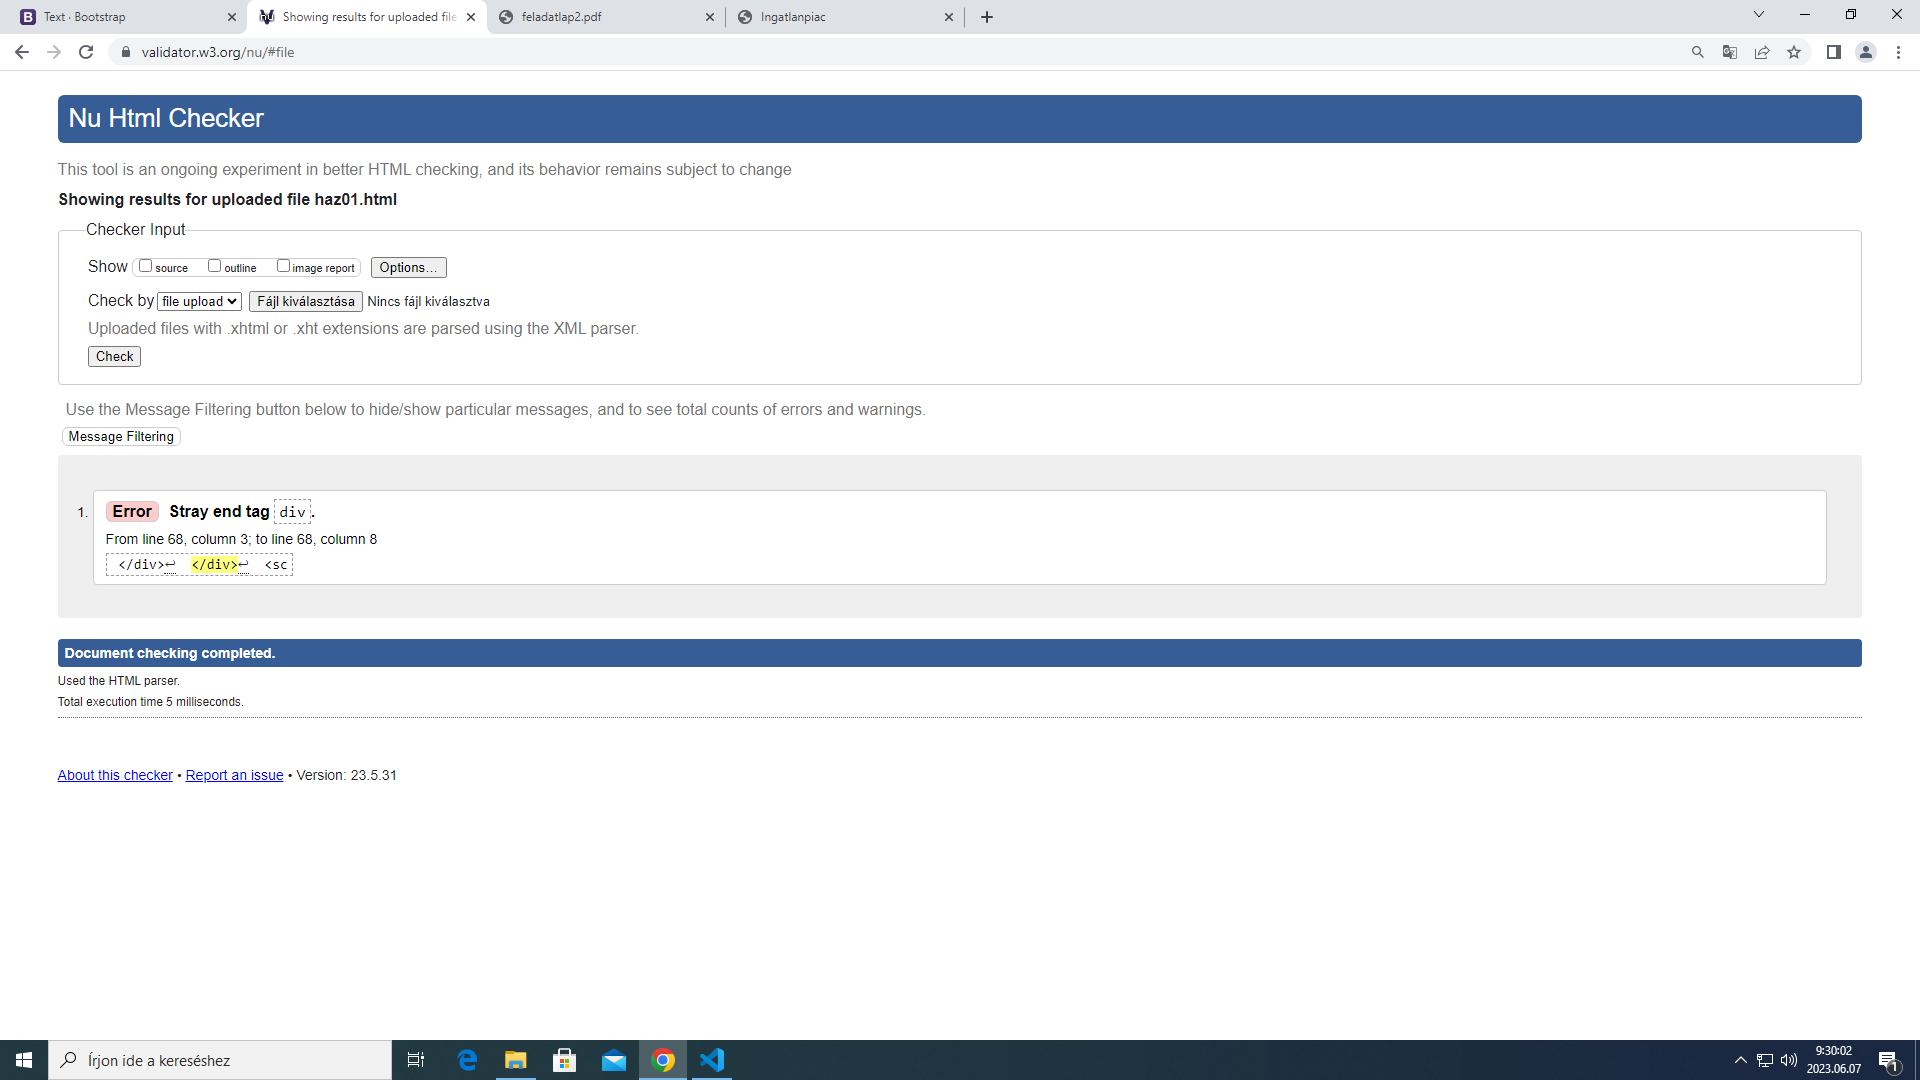 Text · Bootstrap
Showing results for uploaded file
feladatlap2.pdf
Ingatlanpiac
validator.w3.org/nu/#file
Nu Html Checker
This tool is an ongoing experiment in better HTML checking, and its behavior remains subject to change
Showing results for uploaded file haz01.html
Checker Input
Show source outline image report Options...
Check by file upload Fájl kiválasztása Nincs fájl kiválasztva
Uploaded files with .xhtml or .xht extensions are parsed using the XML parser.
Check
Use the Message Filtering button below to hide/show particular messages, and to see total counts of errors and warnings.
Message Filtering
1. Error Stray end tag div.
From line 68, column 3; to line 68, column 8
</div>↩ </div>↩ <sc
Document checking completed.
Used the HTML parser.
Total execution time 5 milliseconds.
About this checker • Report an issue • Version: 23.5.31
Írjon ide a kereséshez
9:30:02
2023.06.07
1